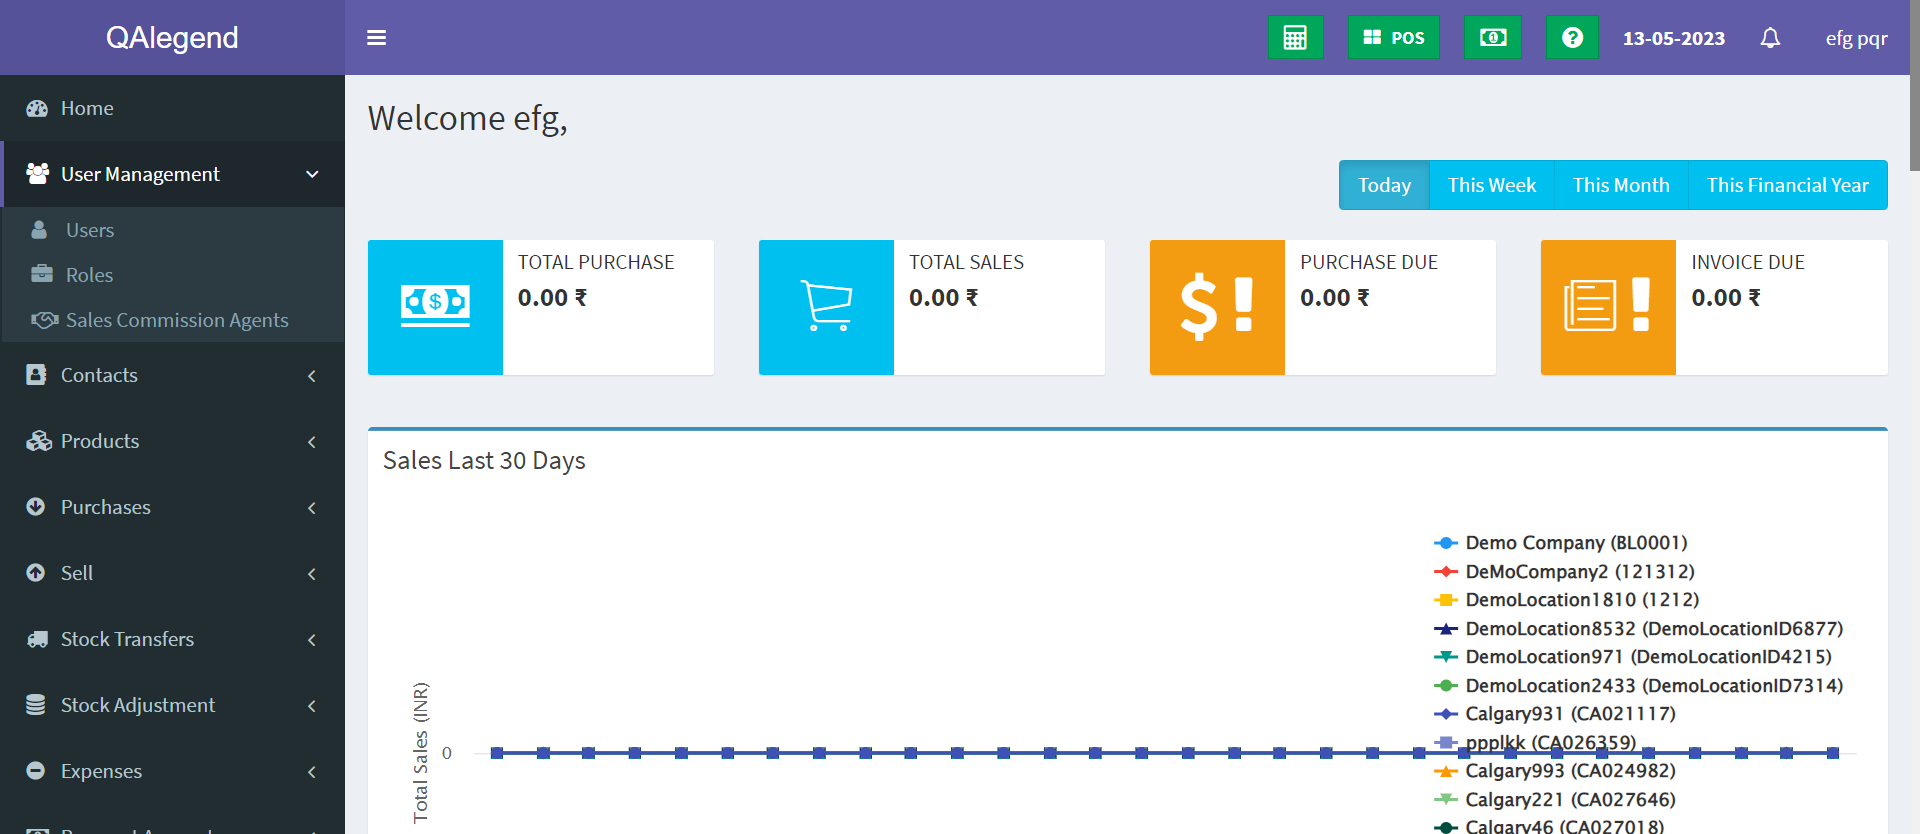 QAlegend
POS
13-05-2023
efg pqr
Home
User Management
Users
Roles
Sales Commission Agents
Contacts
Products
Purchases
Sell
Stock Transfers
Stock Adjustment
Expenses
Welcome efg,
Today
This Week
This Month
This Financial Year
TOTAL PURCHASE
0.00 ₹
TOTAL SALES
0.00 ₹
PURCHASE DUE
0.00 ₹
INVOICE DUE
0.00 ₹
Sales Last 30 Days
Total Sales (INR)
0
Demo Company (BL0001)
DeMoCompany2 (121312)
DemoLocation1810 (1212)
DemoLocation8532 (DemoLocationID6877)
DemoLocation971 (DemoLocationID4215)
DemoLocation2433 (DemoLocationID7314)
Calgary931 (CA021117)
ppplkk (CA026359)
Calgary993 (CA024982)
Calgary221 (CA027646)
Calgary46 (CA027018)